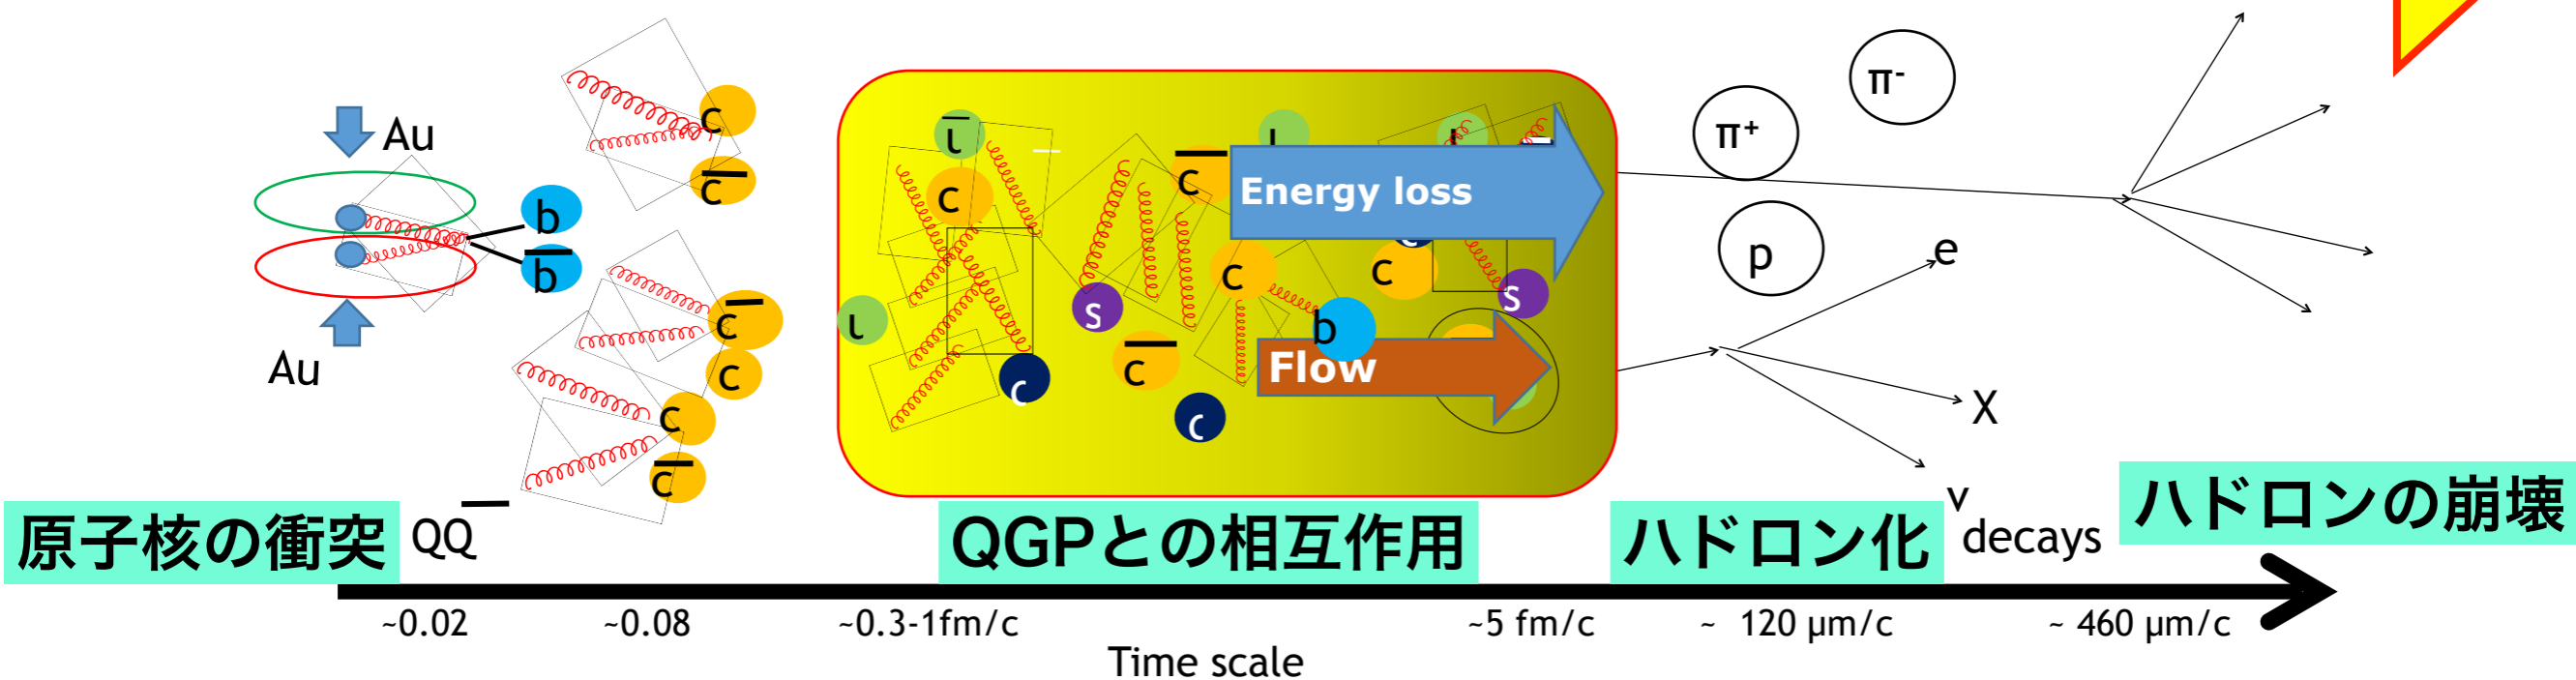 Au
Au
b
b
c
c
c
c
c
c
π⁻
π⁺
p
e
X
ν
decays
c
c
c
c
c
s
s
b
c
c
Energy loss
Flow
原子核の衝突
QQ
QGPとの相互作用
ハドロン化
ハドロンの崩壊
~0.02
~0.08
~0.3-1fm/c
~5 fm/c
~ 120 μm/c
~ 460 μm/c
Time scale